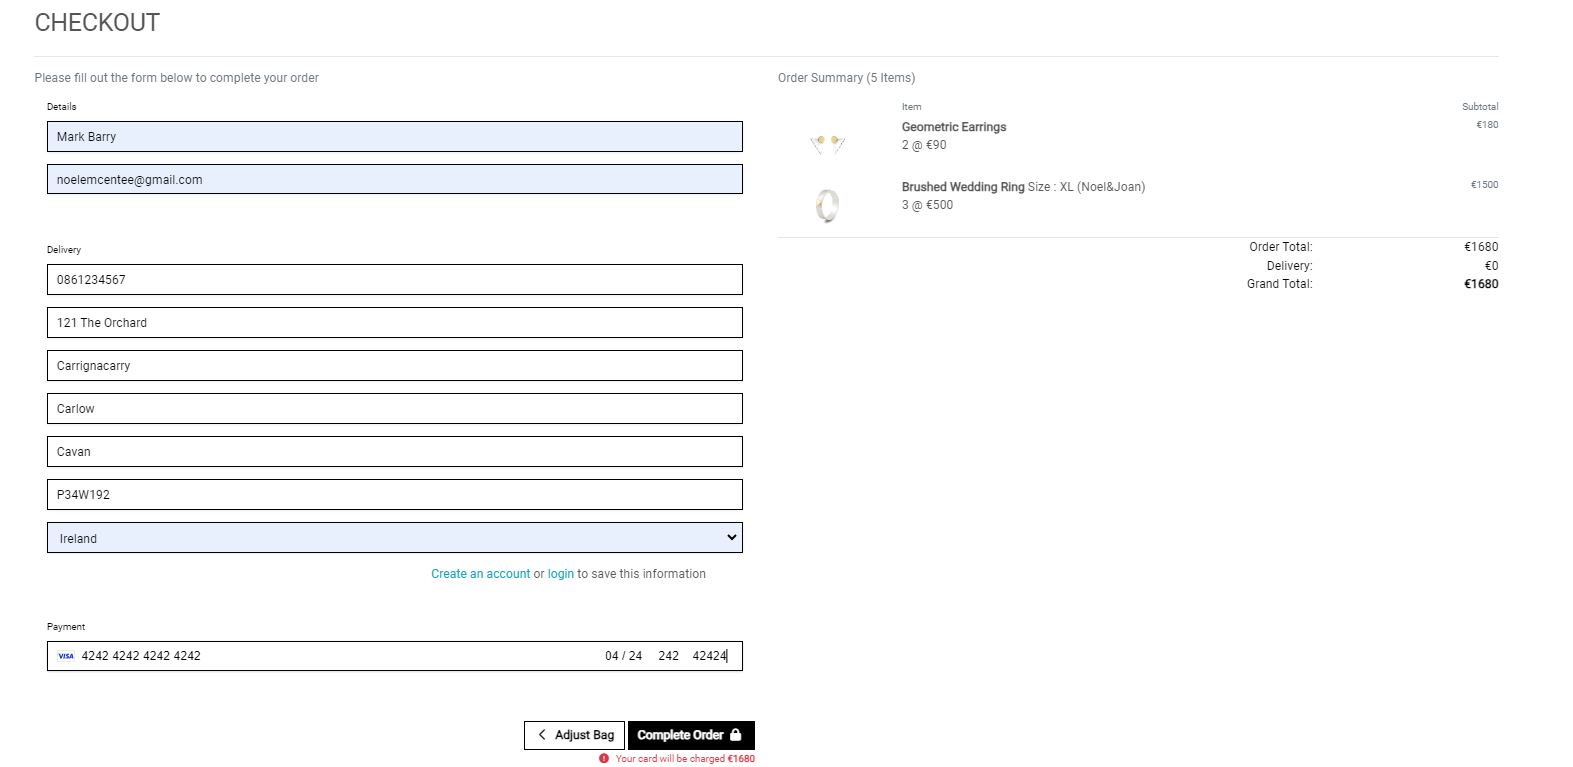 CHECKOUT
Please fill out the form below to complete your order
Details
Mark Barry
noelemcentee@gmail.com
Delivery
0861234567
121 The Orchard
Carrignacarry
Carlow
Cavan
P34W192
Ireland
Create an account or login to save this information
Payment
VISA 4242 4242 4242 4242 04 / 24 242 42424
Adjust Bag Complete Order
Your card will be charged €1680
Order Summary (5 Items)
Item Subtotal
Geometric Earrings €180
2 @ €90
Brushed Wedding Ring Size : XL (Noel&Joan) €1500
3 @ €500
Order Total: €1680
Delivery: €0
Grand Total: €1680